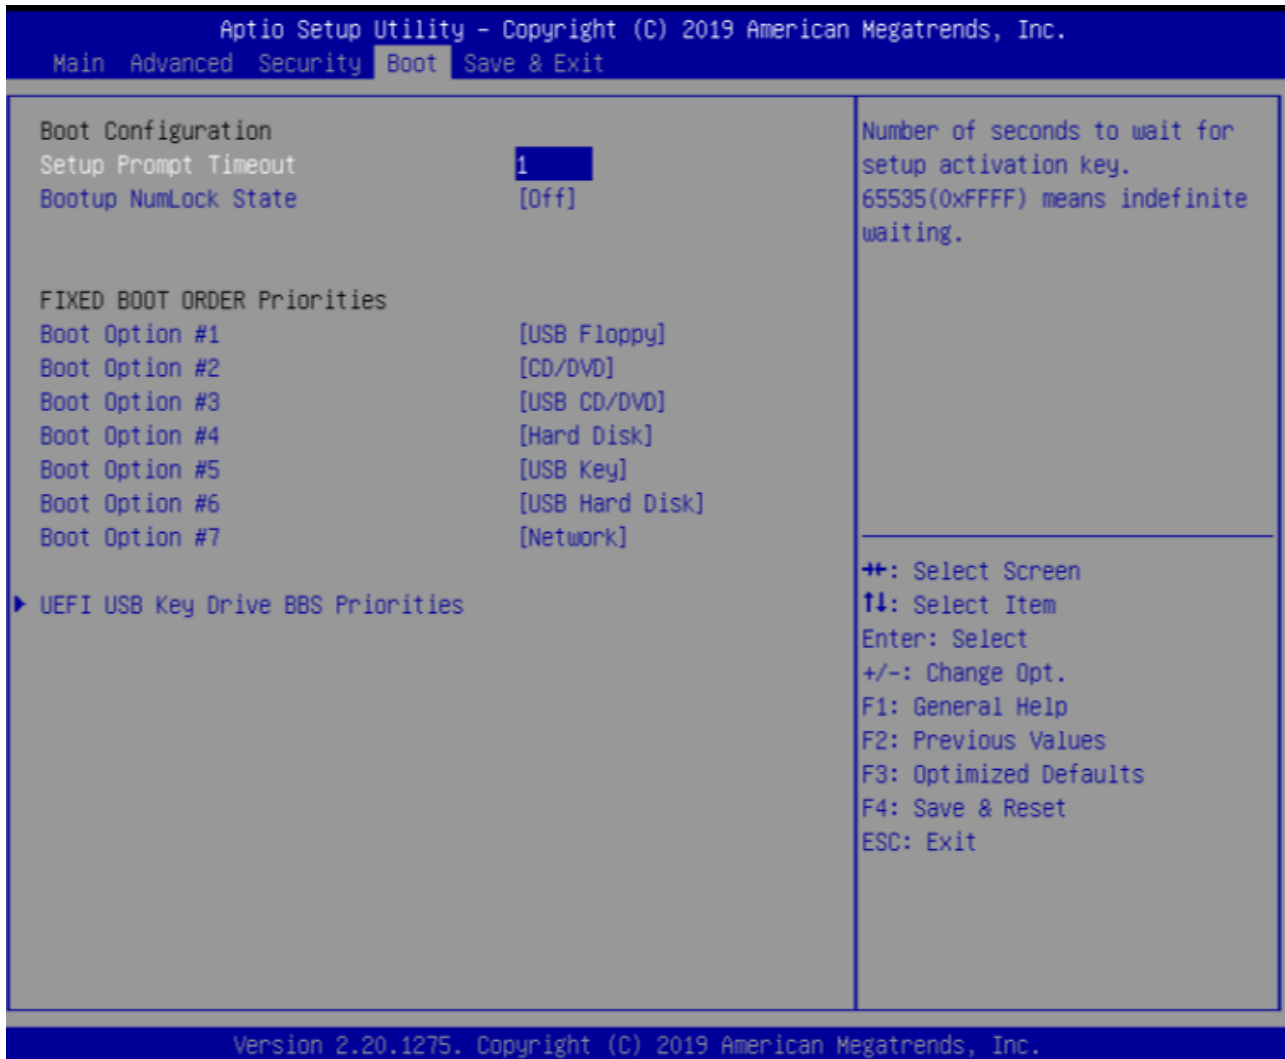 Aptio Setup Utility – Copyright (C) 2019 American Megatrends, Inc.
Main Advanced Security Boot Save & Exit
Boot Configuration
Setup Prompt Timeout 1
Bootup NumLock State [Off]
FIXED BOOT ORDER Priorities
Boot Option #1 [USB Floppy]
Boot Option #2 [CD/DVD]
Boot Option #3 [USB CD/DVD]
Boot Option #4 [Hard Disk]
Boot Option #5 [USB Key]
Boot Option #6 [USB Hard Disk]
Boot Option #7 [Network]
UEFI USB Key Drive BBS Priorities
Number of seconds to wait for
setup activation key.
65535(0xFFFF) means indefinite
waiting.
→←: Select Screen
↑↓: Select Item
Enter: Select
+/-: Change Opt.
F1: General Help
F2: Previous Values
F3: Optimized Defaults
F4: Save & Reset
ESC: Exit
Version 2.20.1275. Copyright (C) 2019 American Megatrends, Inc.